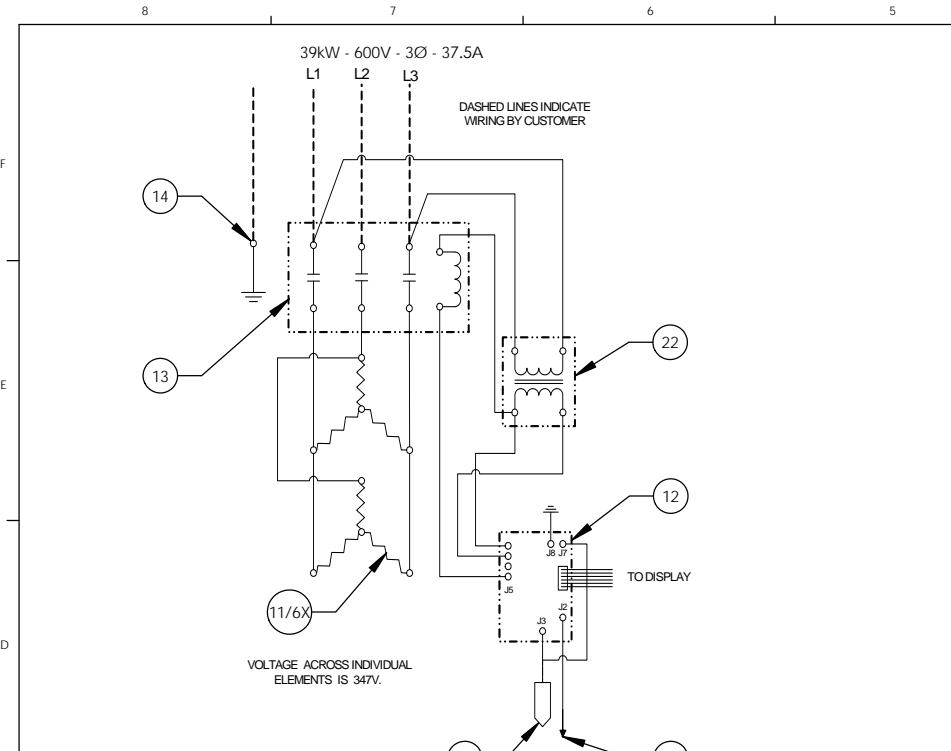 8 7 6 5
39kW - 600V - 3Ø - 37.5A
L1 L2 L3
DASHED LINES INDICATE
WIRING BY CUSTOMER
F
14
13
22
E
12
J8 J7
TO DISPLAY
J5
11/6X
J2
J3
D
VOLTAGE ACROSS INDIVIDUAL
ELEMENTS IS 347V.